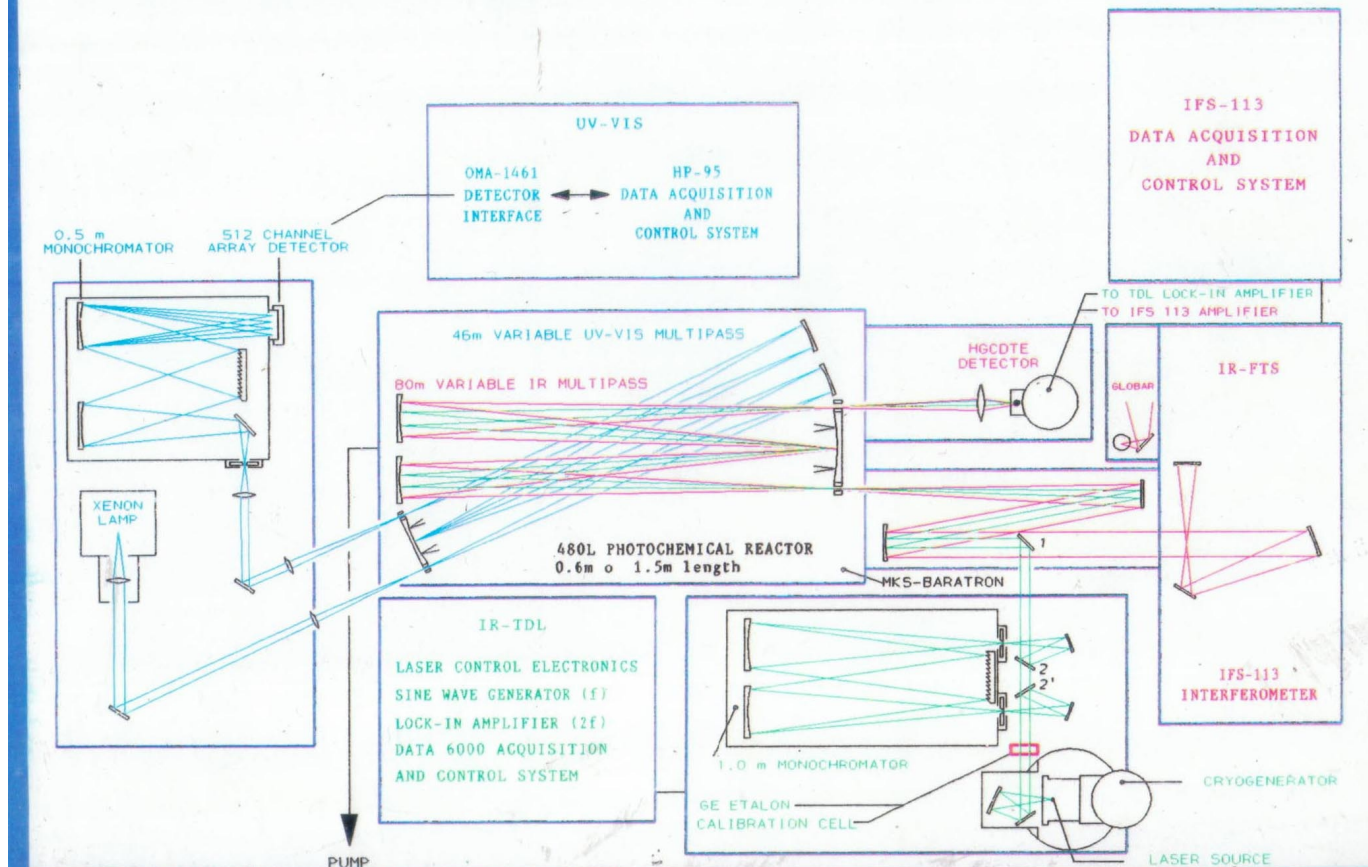 IFS-113
DATA ACQUISITION
AND
CONTROL SYSTEM
UV-VIS
OMA-1461
DETECTOR
INTERFACE
HP-95
DATA ACQUISITION
AND
CONTROL SYSTEM
0.5 m
MONOCHROMATOR
512 CHANNEL
ARRAY DETECTOR
TO TDL LOCK-IN AMPLIFIER
TO IFS 113 AMPLIFIER
46m VARIABLE UV-VIS MULTIPASS
80m VARIABLE IR MULTIPASS
HGCDTE
DETECTOR
GLOBAR
IR-FTS
XENON
LAMP
1
480L PHOTOCHEMICAL REACTOR
0.6m o 1.5m length
MKS-BARATRON
IR-TDL
LASER CONTROL ELECTRONICS
SINE WAVE GENERATOR (f)
LOCK-IN AMPLIFIER (2f)
DATA 6000 ACQUISITION
AND CONTROL SYSTEM
2
2'
IFS-113
INTERFEROMETER
1.0 m MONOCHROMATOR
GE ETALON
CALIBRATION CELL
CRYOGENERATOR
LASER SOURCE
PUMP